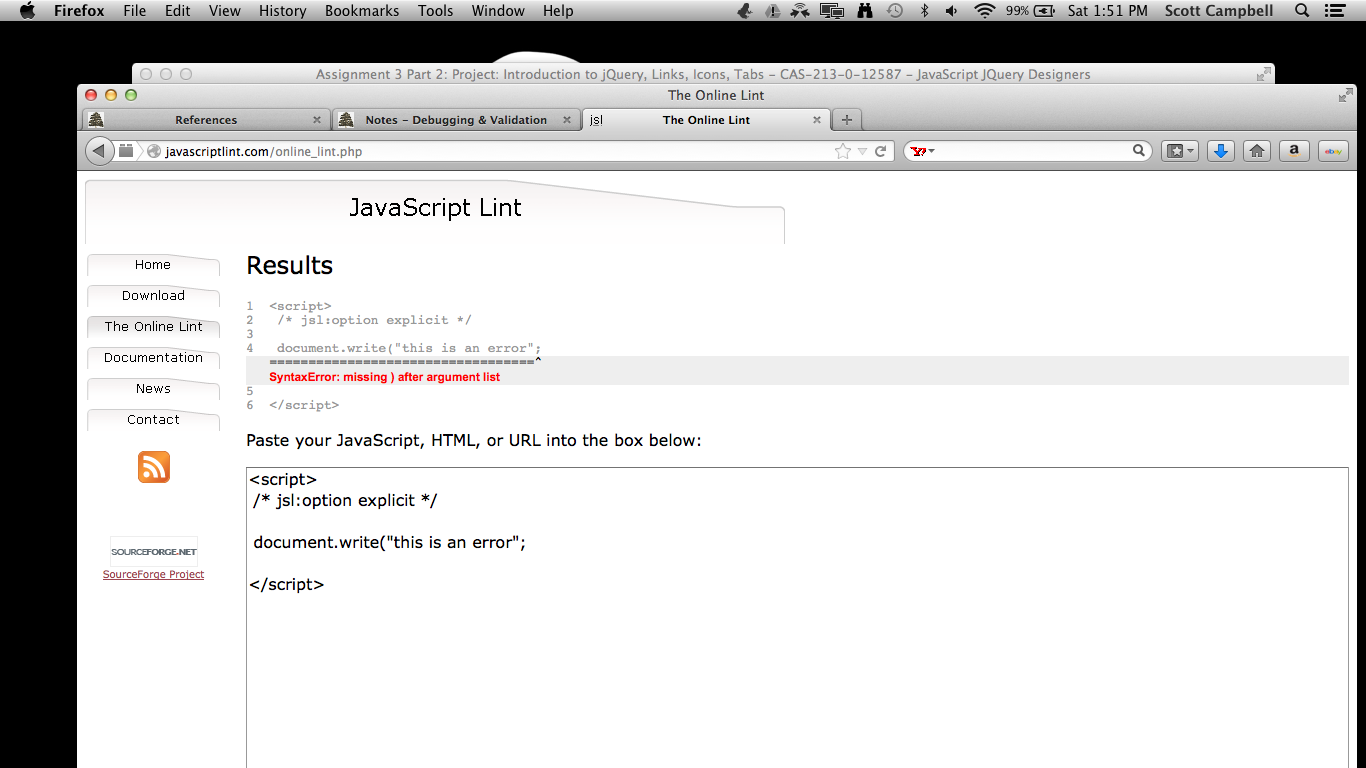 Firefox File Edit View History Bookmarks Tools Window Help 99% Sat 1:51 PM Scott Campbell
Assignment 3 Part 2: Project: Introduction to jQuery, Links, Icons, Tabs – CAS-213-0-12587 – JavaScript JQuery Designers
The Online Lint
References Notes – Debugging & Validation jsl The Online Lint
javascriptlint.com/online_lint.php
JavaScript Lint
Home
Download
The Online Lint
Documentation
News
Contact
SOURCEFORGE.NET
SourceForge Project
Results
1 <script>
2 /* jsl:option explicit */
3
4 document.write("this is an error";
==================================^
SyntaxError: missing ) after argument list
5
6 </script>
Paste your JavaScript, HTML, or URL into the box below:
<script>
/* jsl:option explicit */
document.write("this is an error";
</script>